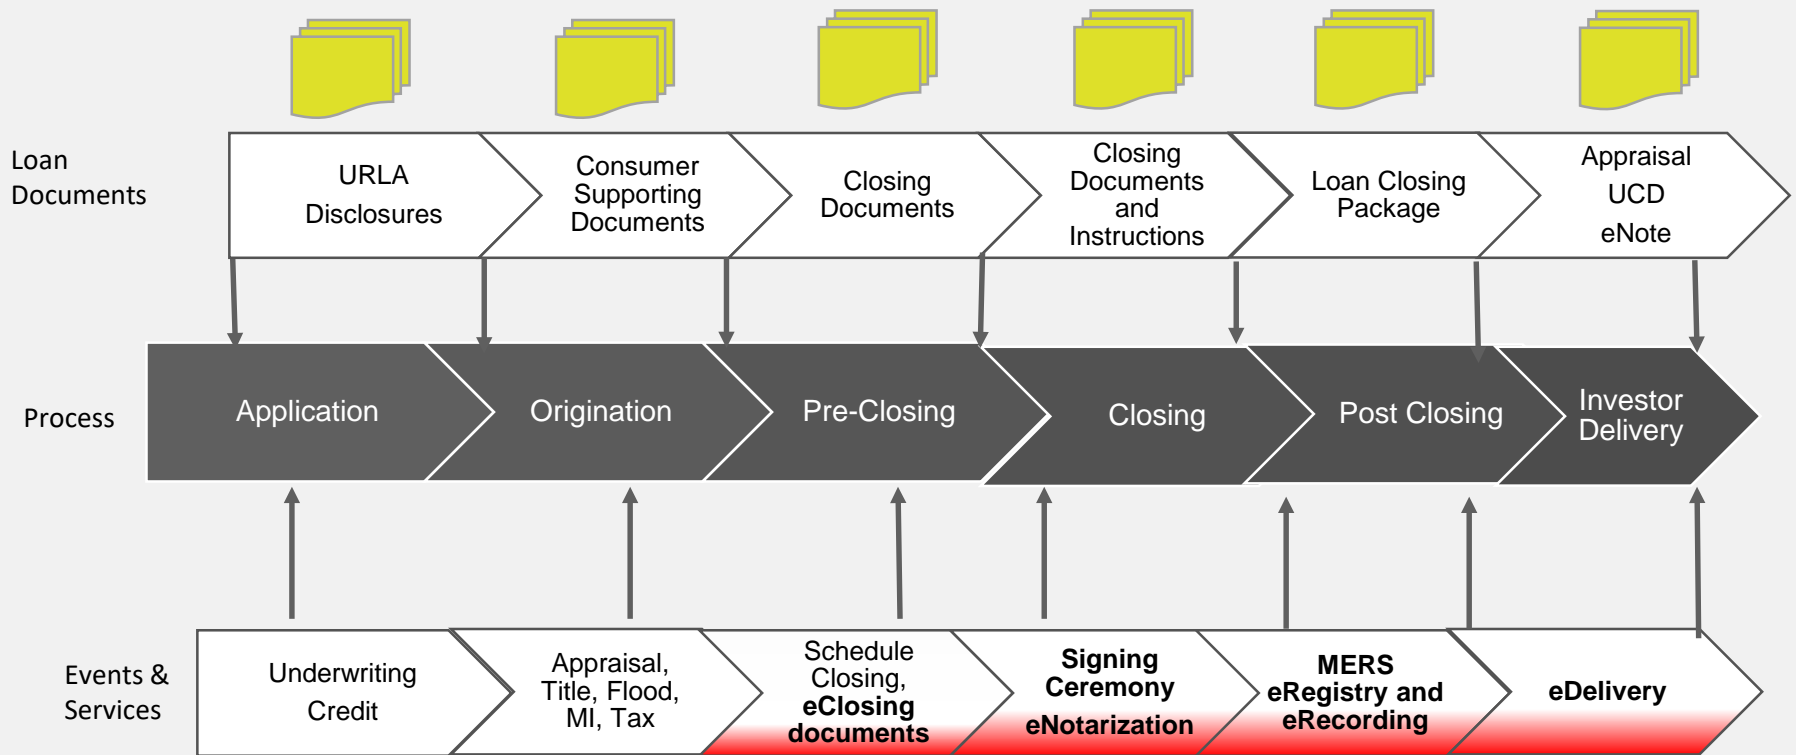 Loan
Documents
URLA
Disclosures
Consumer
Supporting
Documents
Closing
Documents
Closing
Documents
and
Instructions
Loan Closing
Package
Appraisal
UCD
eNote
Process
Application
Origination
Pre-Closing
Closing
Post Closing
Investor
Delivery
Events &
Services
Underwriting
Credit
Appraisal,
Title, Flood,
MI, Tax
Schedule
Closing,
eClosing
documents
Signing
Ceremony
eNotarization
MERS
eRegistry and
eRecording
eDelivery